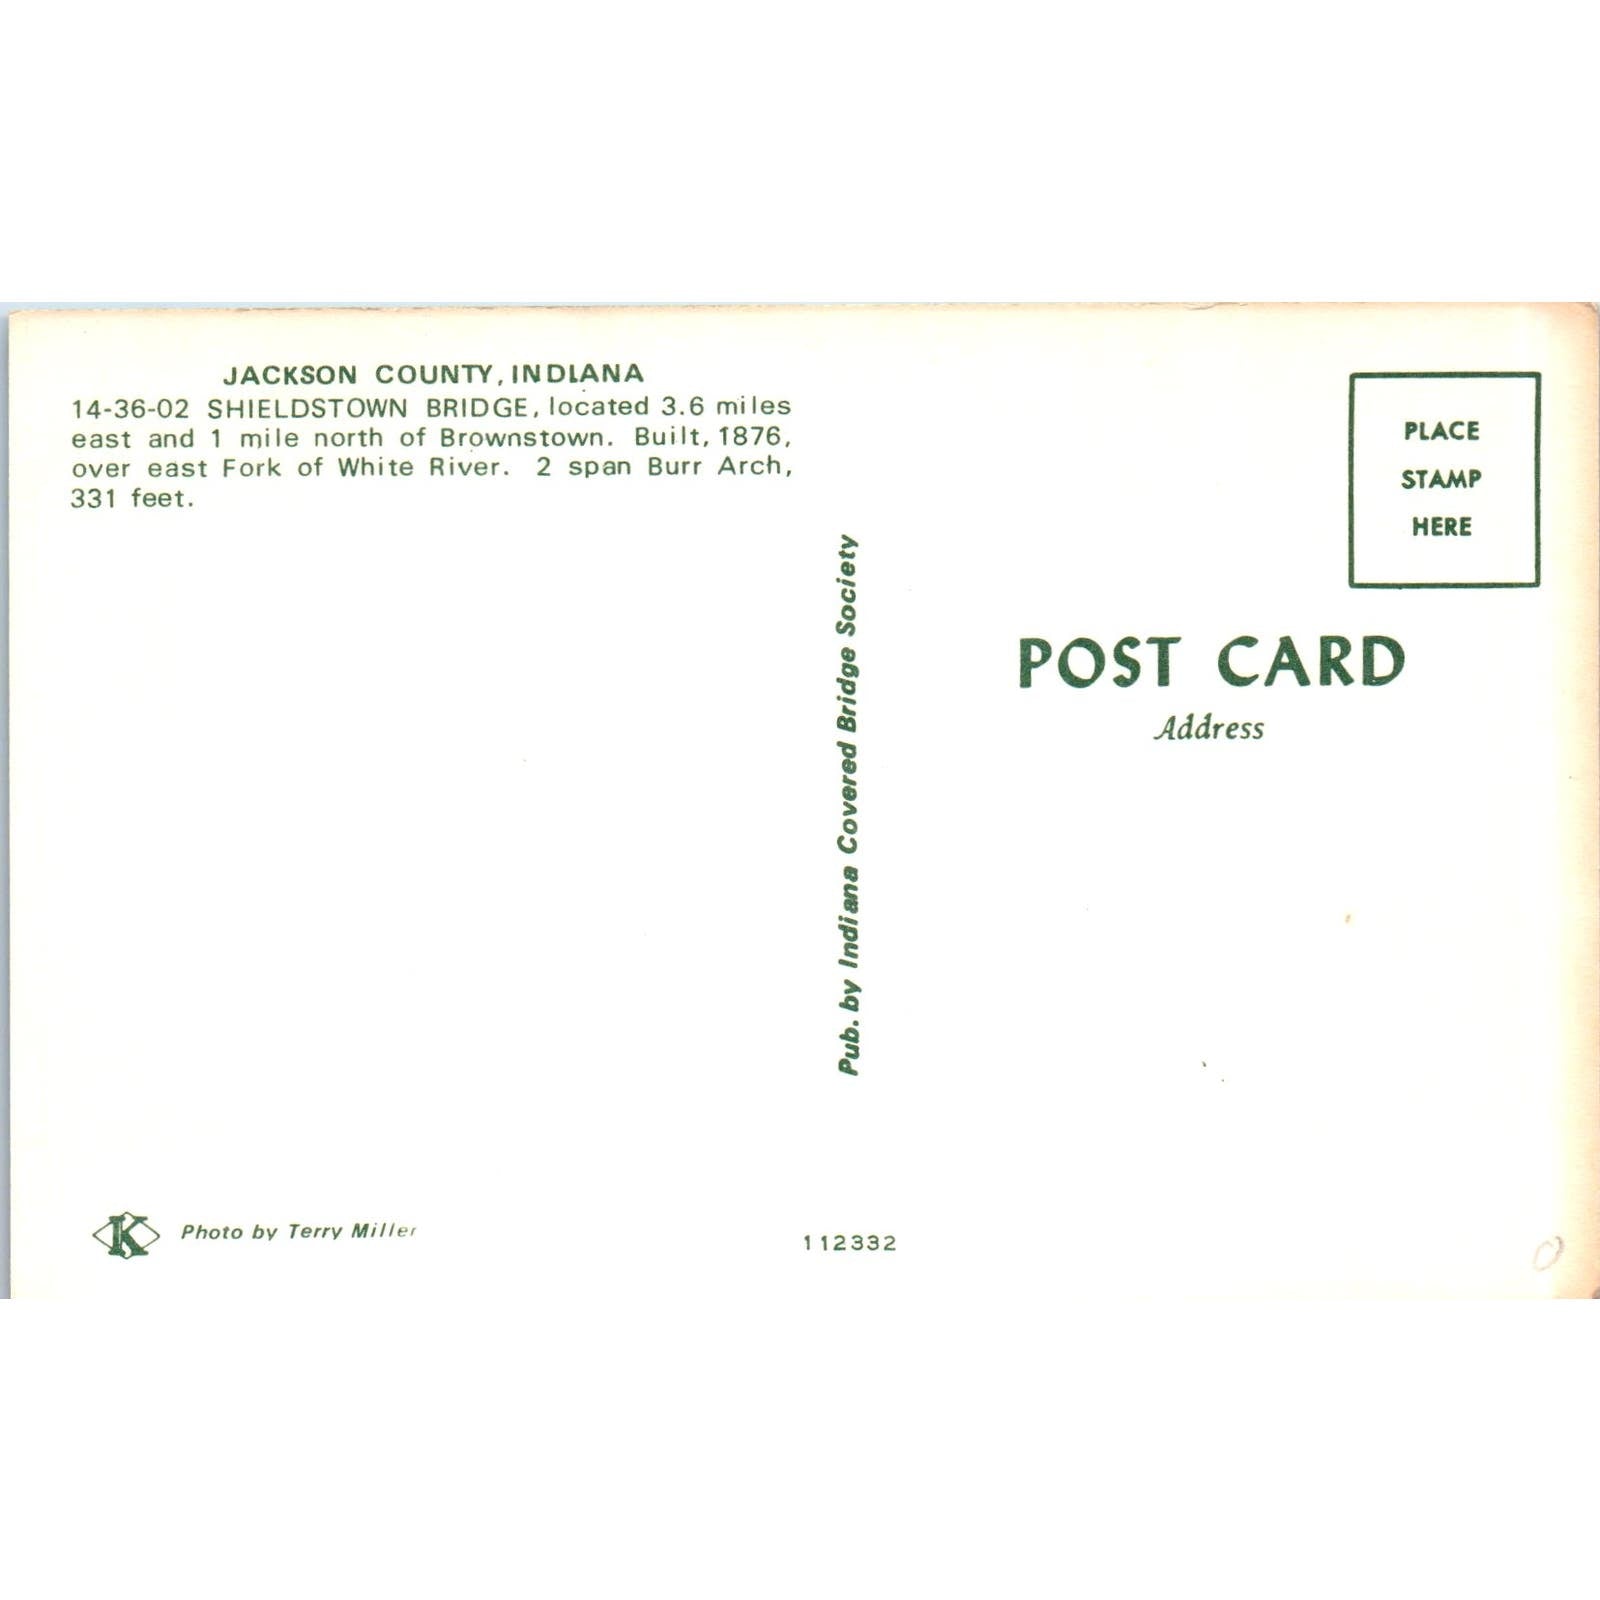 JACKSON COUNTY, INDIANA
14-36-02 SHIELDSTOWN BRIDGE, located 3.6 miles
east and 1 mile north of Brownstown. Built, 1876,
over east Fork of White River. 2 span Burr Arch,
331 feet.
PLACE
STAMP
HERE
Pub. by Indiana Covered Bridge Society
POST CARD
Address
K
Photo by Terry Miller
112332